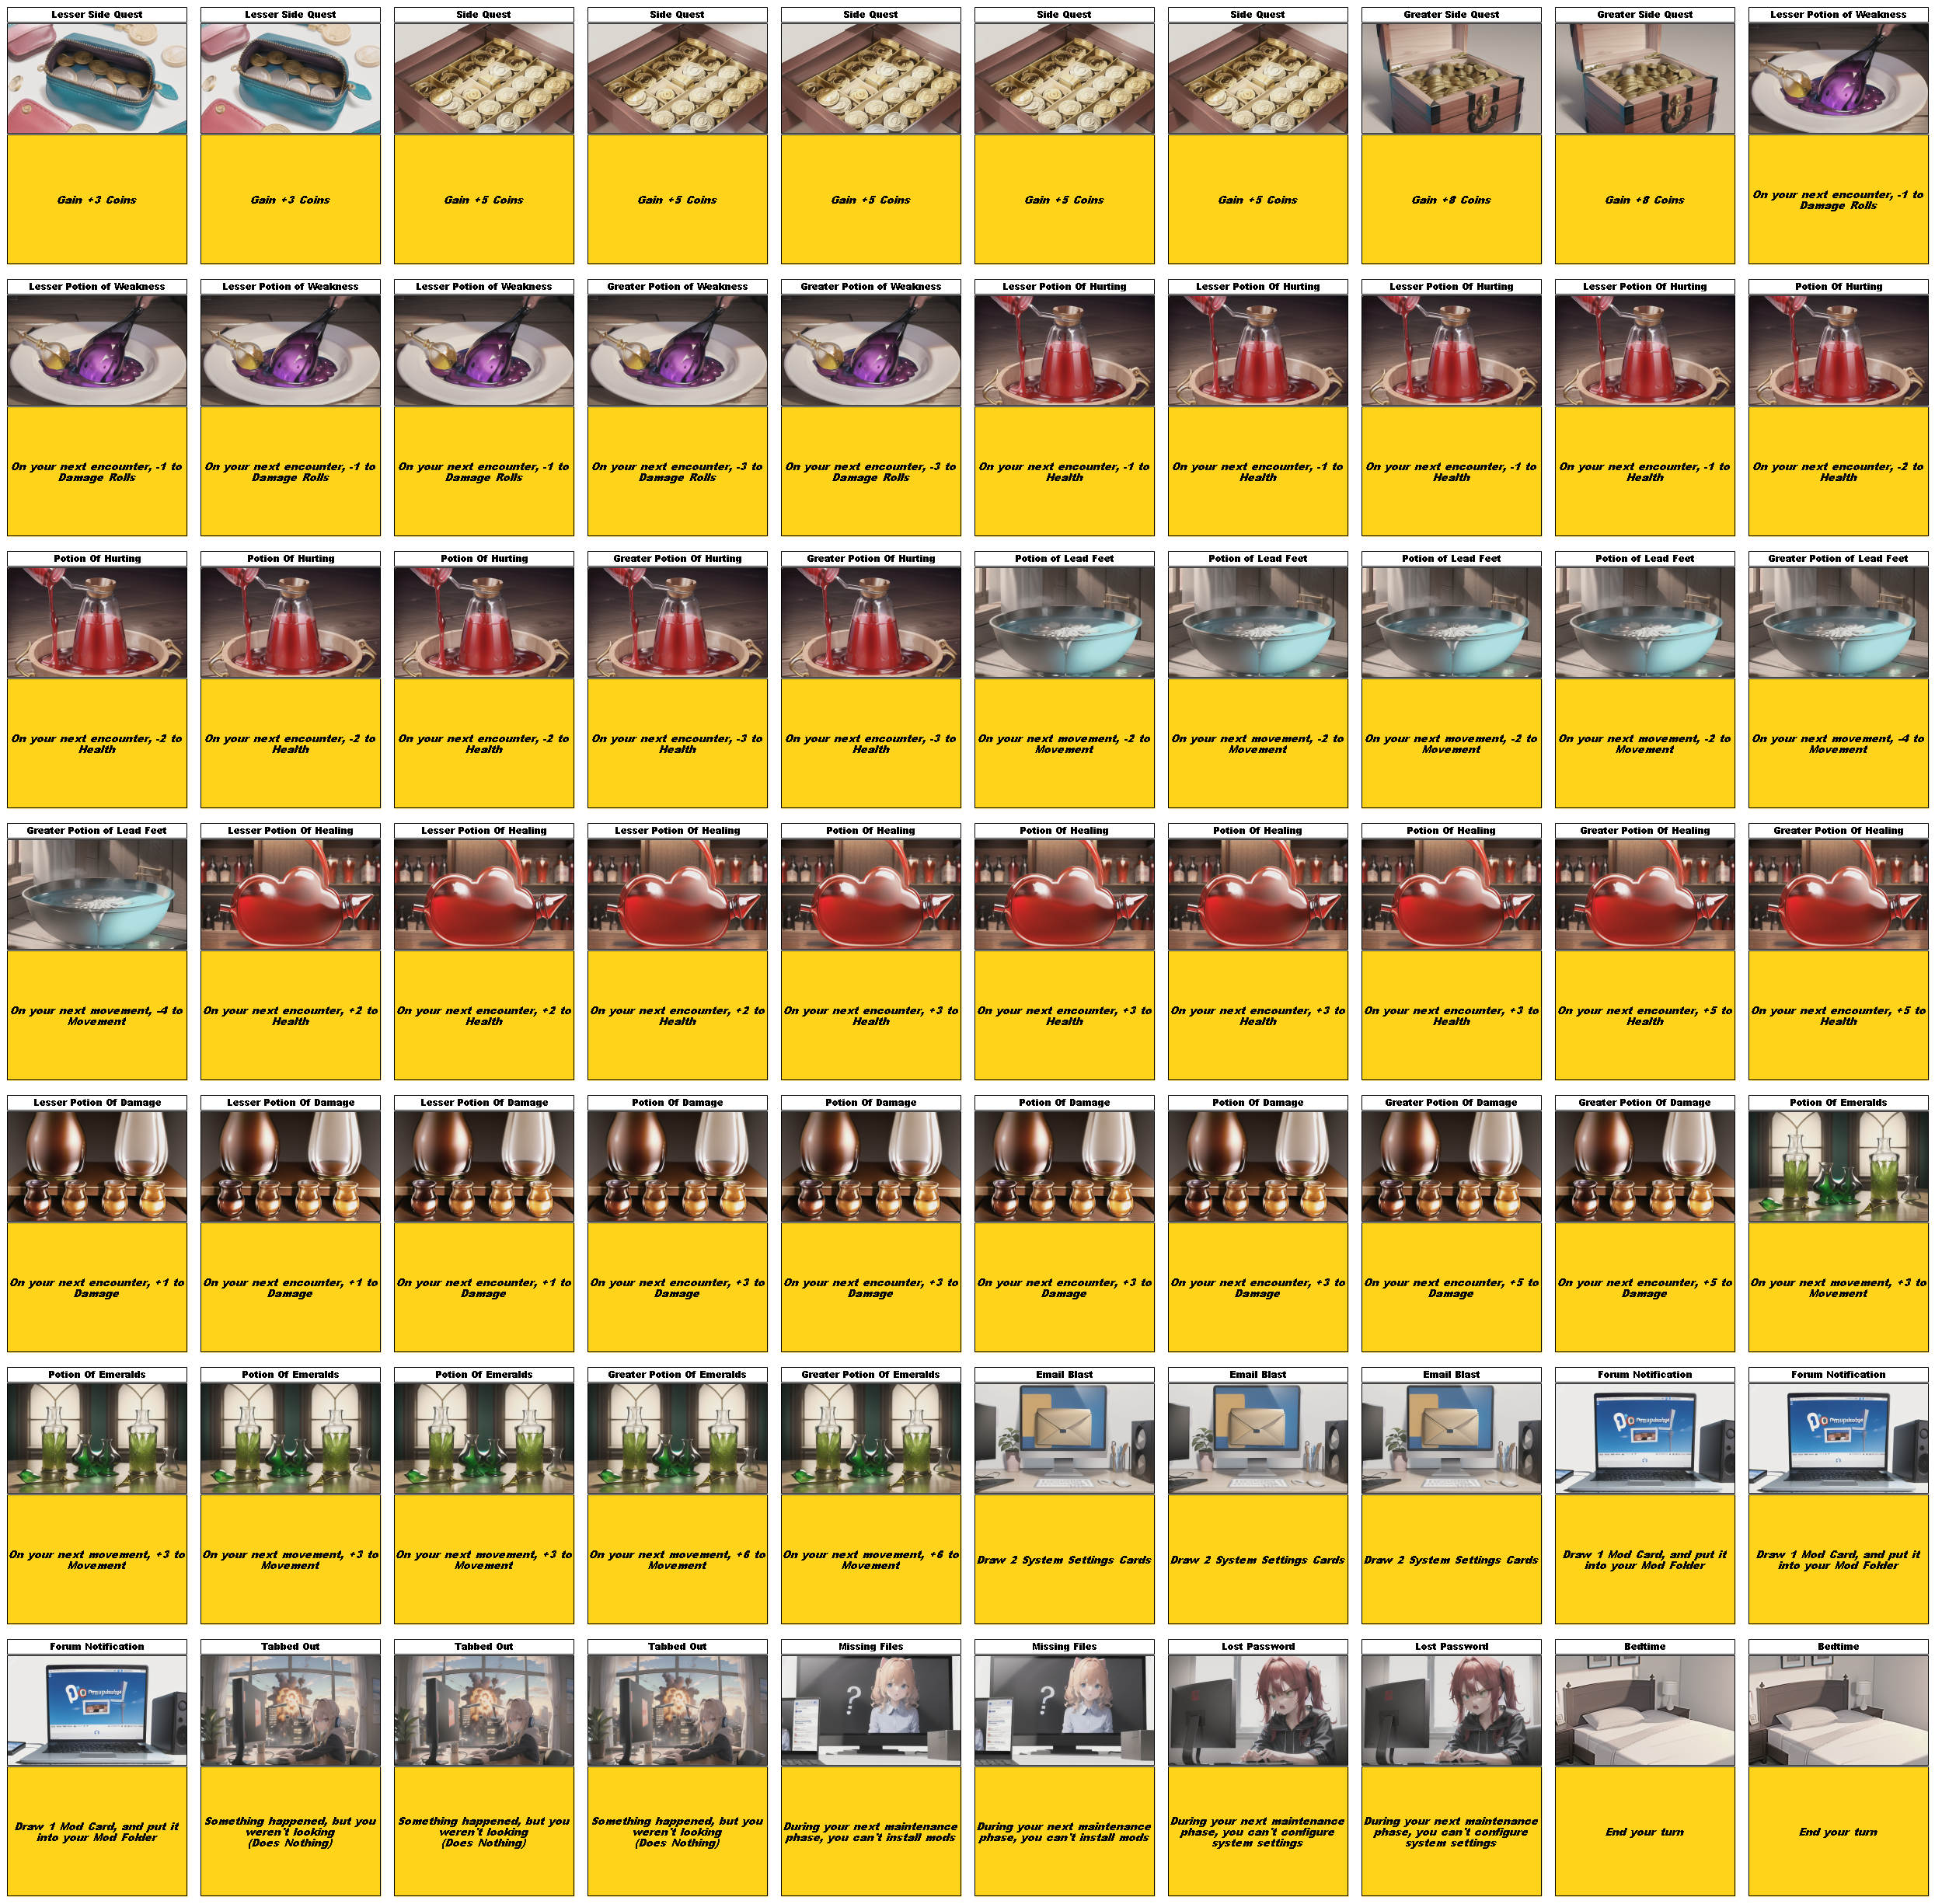 Lesser Side Quest
Gain +3 Coins
Lesser Side Quest
Gain +3 Coins
Side Quest
Gain +5 Coins
Side Quest
Gain +5 Coins
Side Quest
Gain +5 Coins
Side Quest
Gain +5 Coins
Side Quest
Gain +5 Coins
Greater Side Quest
Gain +8 Coins
Greater Side Quest
Gain +8 Coins
Lesser Potion of Weakness
On your next encounter, -1 to
Damage Rolls
Lesser Potion of Weakness
On your next encounter, -1 to
Damage Rolls
Lesser Potion of Weakness
On your next encounter, -1 to
Damage Rolls
Lesser Potion of Weakness
On your next encounter, -1 to
Damage Rolls
Greater Potion of Weakness
On your next encounter, -3 to
Damage Rolls
Greater Potion of Weakness
On your next encounter, -3 to
Damage Rolls
Lesser Potion Of Hurting
On your next encounter, -1 to
Health
Lesser Potion Of Hurting
On your next encounter, -1 to
Health
Lesser Potion Of Hurting
On your next encounter, -1 to
Health
Lesser Potion Of Hurting
On your next encounter, -1 to
Health
Potion Of Hurting
On your next encounter, -2 to
Health
Potion Of Hurting
On your next encounter, -2 to
Health
Potion Of Hurting
On your next encounter, -2 to
Health
Potion Of Hurting
On your next encounter, -2 to
Health
Greater Potion Of Hurting
On your next encounter, -3 to
Health
Greater Potion Of Hurting
On your next encounter, -3 to
Health
Potion of Lead Feet
On your next movement, -2 to
Movement
Potion of Lead Feet
On your next movement, -2 to
Movement
Potion of Lead Feet
On your next movement, -2 to
Movement
Potion of Lead Feet
On your next movement, -2 to
Movement
Greater Potion of Lead Feet
On your next movement, -4 to
Movement
Greater Potion of Lead Feet
On your next movement, -4 to
Movement
Lesser Potion Of Healing
On your next encounter, +2 to
Health
Lesser Potion Of Healing
On your next encounter, +2 to
Health
Lesser Potion Of Healing
On your next encounter, +2 to
Health
Potion Of Healing
On your next encounter, +3 to
Health
Potion Of Healing
On your next encounter, +3 to
Health
Potion Of Healing
On your next encounter, +3 to
Health
Potion Of Healing
On your next encounter, +3 to
Health
Greater Potion Of Healing
On your next encounter, +5 to
Health
Greater Potion Of Healing
On your next encounter, +5 to
Health
Lesser Potion Of Damage
On your next encounter, +1 to
Damage
Lesser Potion Of Damage
On your next encounter, +1 to
Damage
Lesser Potion Of Damage
On your next encounter, +1 to
Damage
Potion Of Damage
On your next encounter, +3 to
Damage
Potion Of Damage
On your next encounter, +3 to
Damage
Potion Of Damage
On your next encounter, +3 to
Damage
Potion Of Damage
On your next encounter, +3 to
Damage
Greater Potion Of Damage
On your next encounter, +5 to
Damage
Greater Potion Of Damage
On your next encounter, +5 to
Damage
Potion Of Emeralds
On your next movement, +3 to
Movement
Potion Of Emeralds
On your next movement, +3 to
Movement
Potion Of Emeralds
On your next movement, +3 to
Movement
Potion Of Emeralds
On your next movement, +3 to
Movement
Greater Potion Of Emeralds
On your next movement, +6 to
Movement
Greater Potion Of Emeralds
On your next movement, +6 to
Movement
Email Blast
Draw 2 System Settings Cards
Email Blast
Draw 2 System Settings Cards
Email Blast
Draw 2 System Settings Cards
Forum Notification
Draw 1 Mod Card, and put it
into your Mod Folder
Forum Notification
Draw 1 Mod Card, and put it
into your Mod Folder
Forum Notification
Draw 1 Mod Card, and put it
into your Mod Folder
Tabbed Out
Something happened, but you
weren't looking
(Does Nothing)
Tabbed Out
Something happened, but you
weren't looking
(Does Nothing)
Tabbed Out
Something happened, but you
weren't looking
(Does Nothing)
Missing Files
?
During your next maintenance
phase, you can't install mods
Missing Files
?
During your next maintenance
phase, you can't install mods
Lost Password
During your next maintenance
phase, you can't configure
system settings
Lost Password
During your next maintenance
phase, you can't configure
system settings
Bedtime
End your turn
Bedtime
End your turn